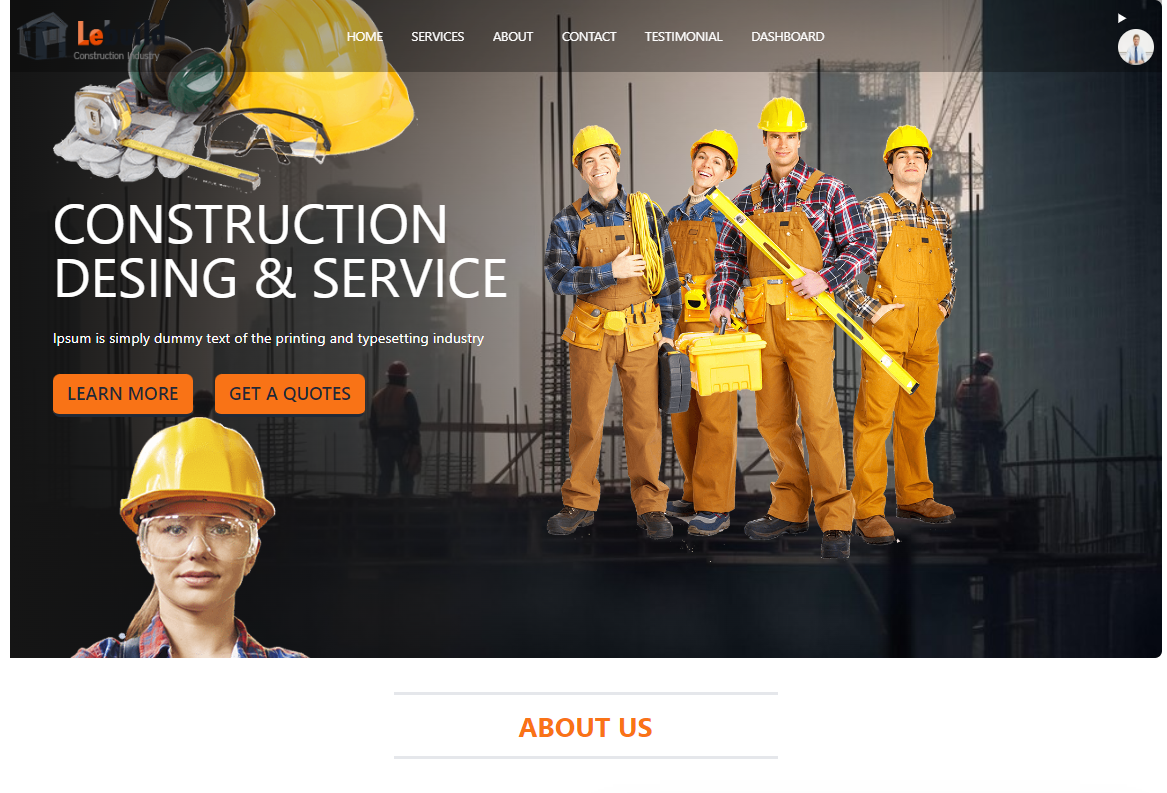 Le
Construction Industry
HOME SERVICES ABOUT CONTACT TESTIMONIAL DASHBOARD
CONSTRUCTION
DESING & SERVICE
Ipsum is simply dummy text of the printing and typesetting industry
LEARN MORE GET A QUOTES
ABOUT US